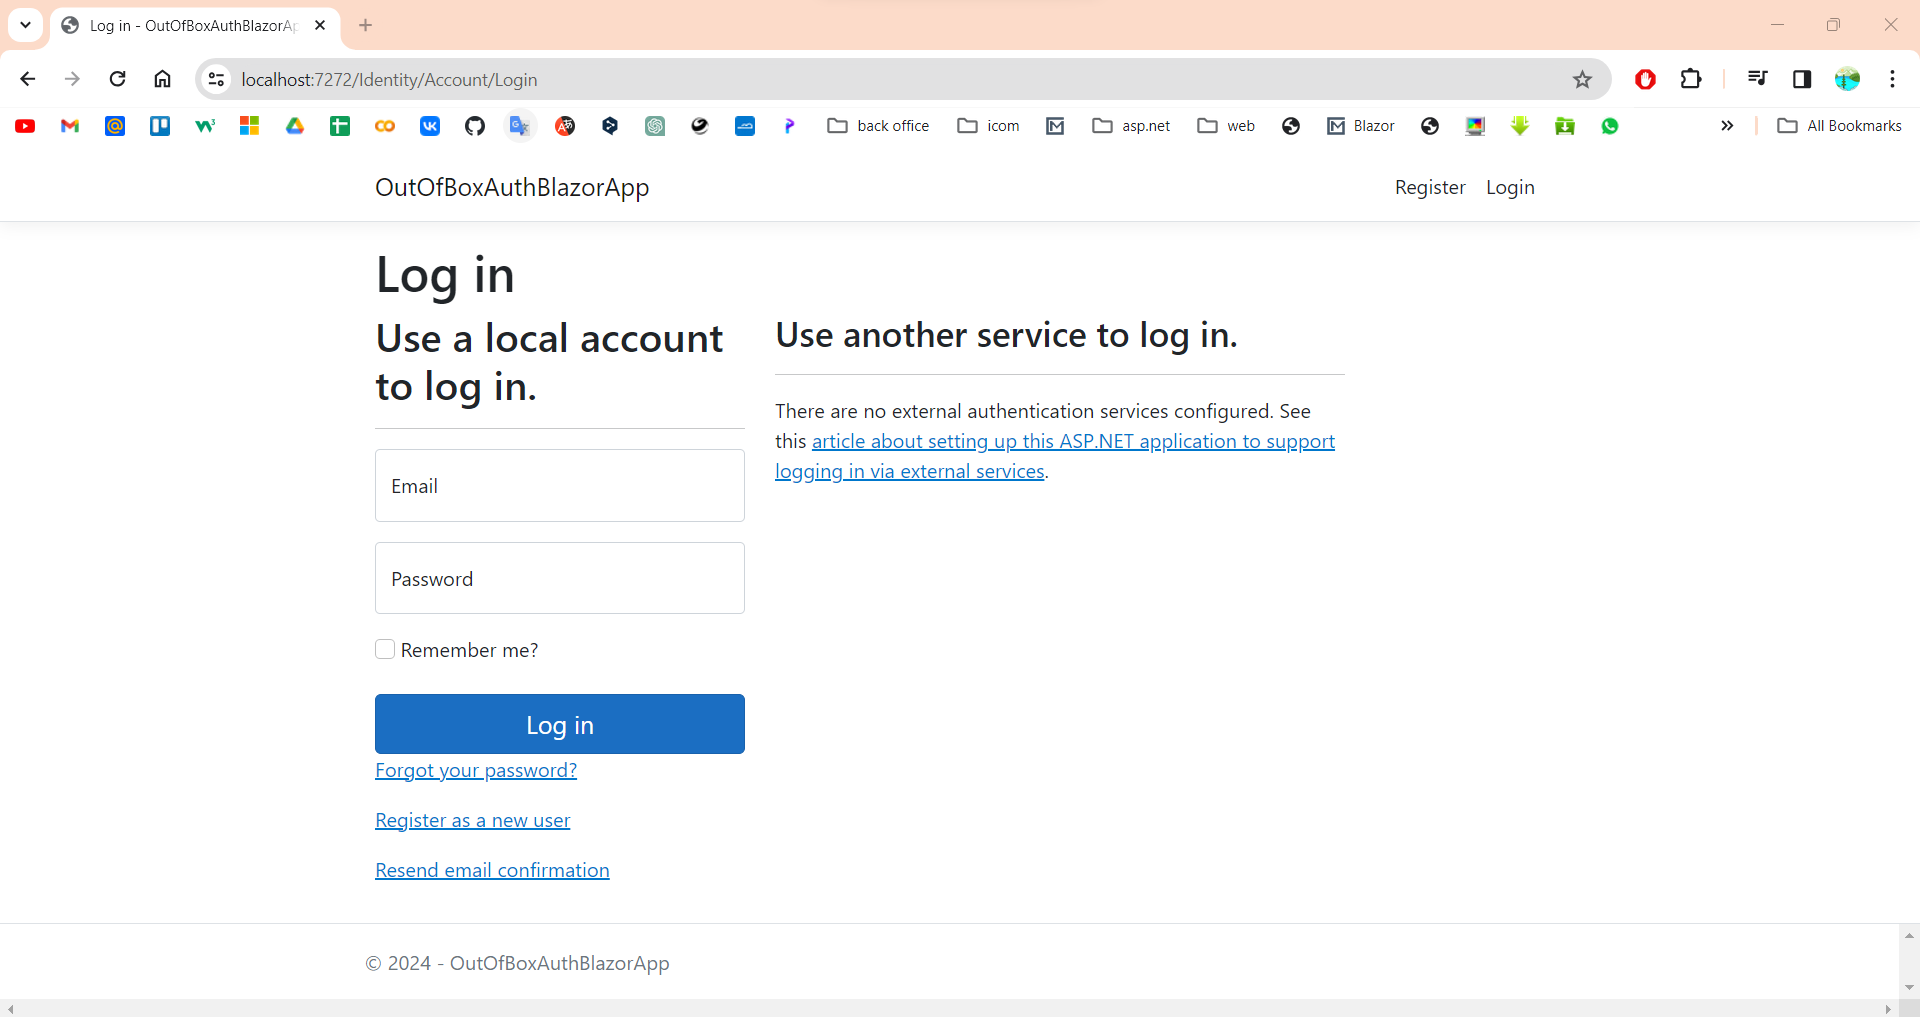 Log in - OutOfBoxAuthBlazorAp
localhost:7272/Identity/Account/Login
back office
icom
asp.net
web
Blazor
All Bookmarks
OutOfBoxAuthBlazorApp
Register
Login
Log in
Use a local account
to log in.
Email
Password
Remember me?
Log in
Forgot your password?
Register as a new user
Resend email confirmation
Use another service to log in.
There are no external authentication services configured. See
this article about setting up this ASP.NET application to support
logging in via external services.
© 2024 - OutOfBoxAuthBlazorApp